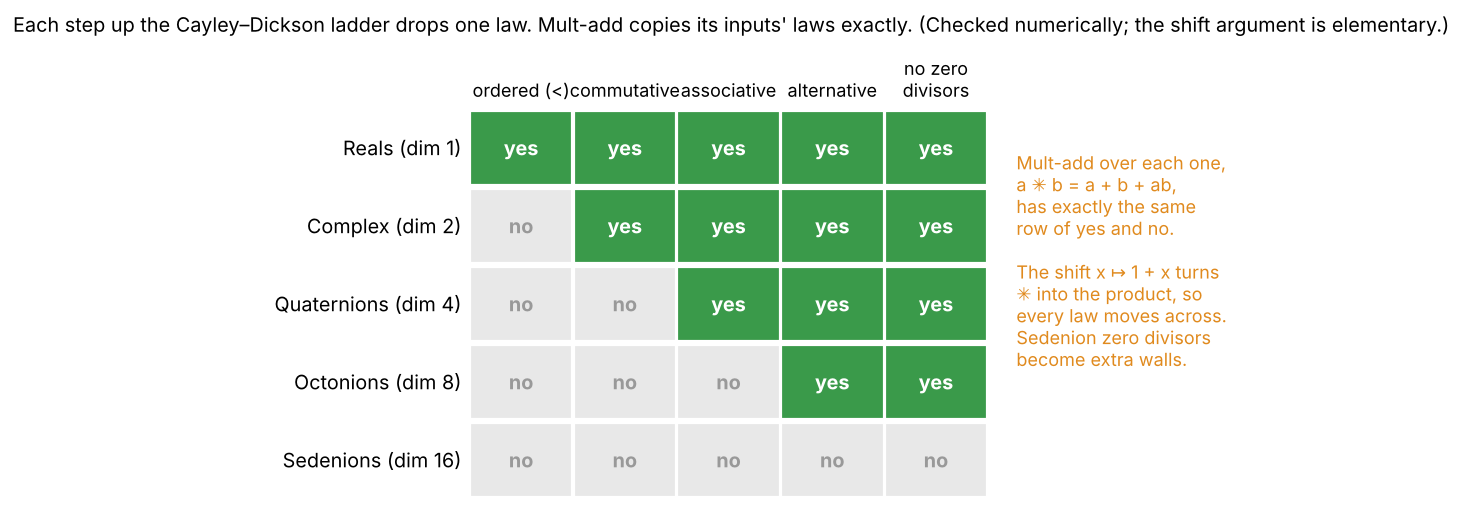 Each step up the Cayley–Dickson ladder drops one law. Mult-add copies its inputs' laws exactly. (Checked numerically; the shift argument is elementary.)
ordered (<) commutative associative alternative no zero
divisors
Reals (dim 1) yes yes yes yes yes
Complex (dim 2) no yes yes yes yes
Quaternions (dim 4) no no yes yes yes
Octonions (dim 8) no no no yes yes
Sedenions (dim 16) no no no no no
Mult-add over each one,
a ✳ b = a + b + ab,
has exactly the same
row of yes and no.
The shift x ↦ 1 + x turns
✳ into the product, so
every law moves across.
Sedenion zero divisors
become extra walls.